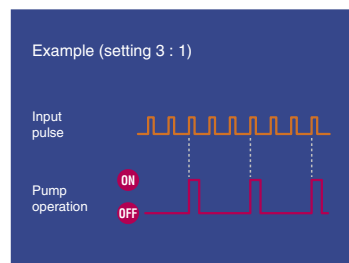 Example (setting 3 : 1)
Input
pulse
ON
Pump
operation
OFF